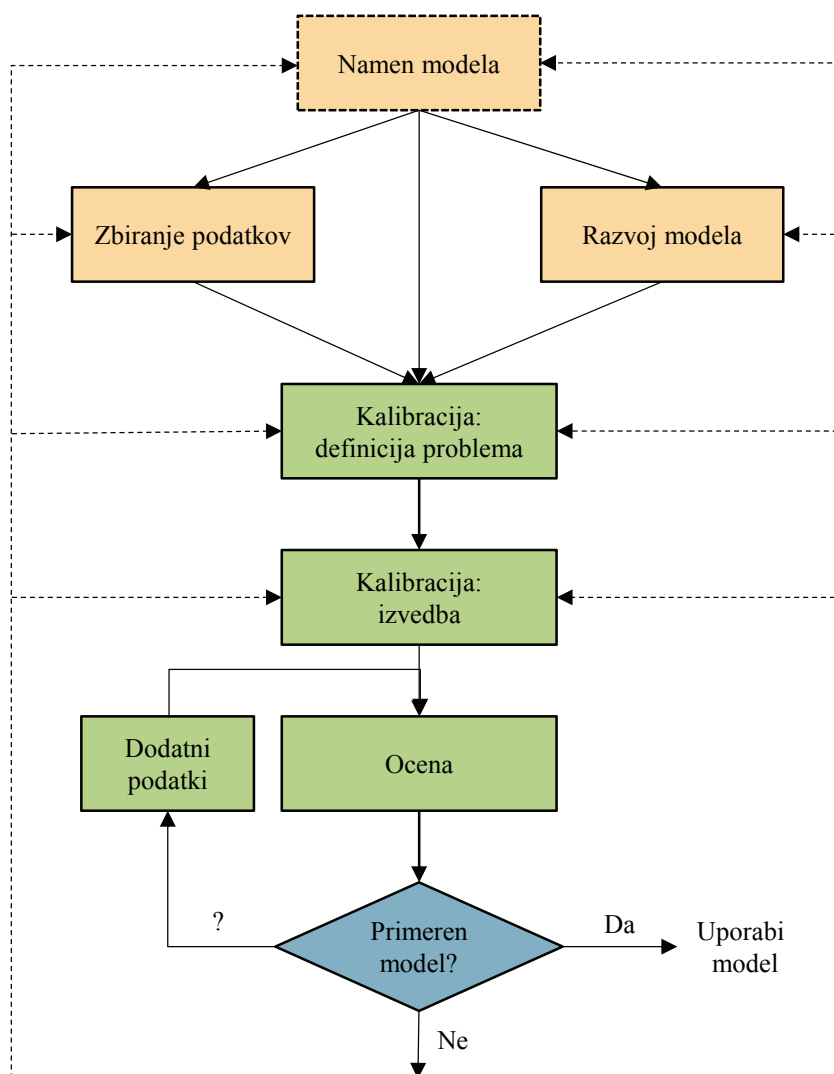 Namen modela
Zbiranje podatkov
Razvoj modela
Kalibracija:
definicija problema
Kalibracija:
izvedba
Dodatni
podatki
Ocena
?
Primeren
model?
Da
Uporabi
model
Ne